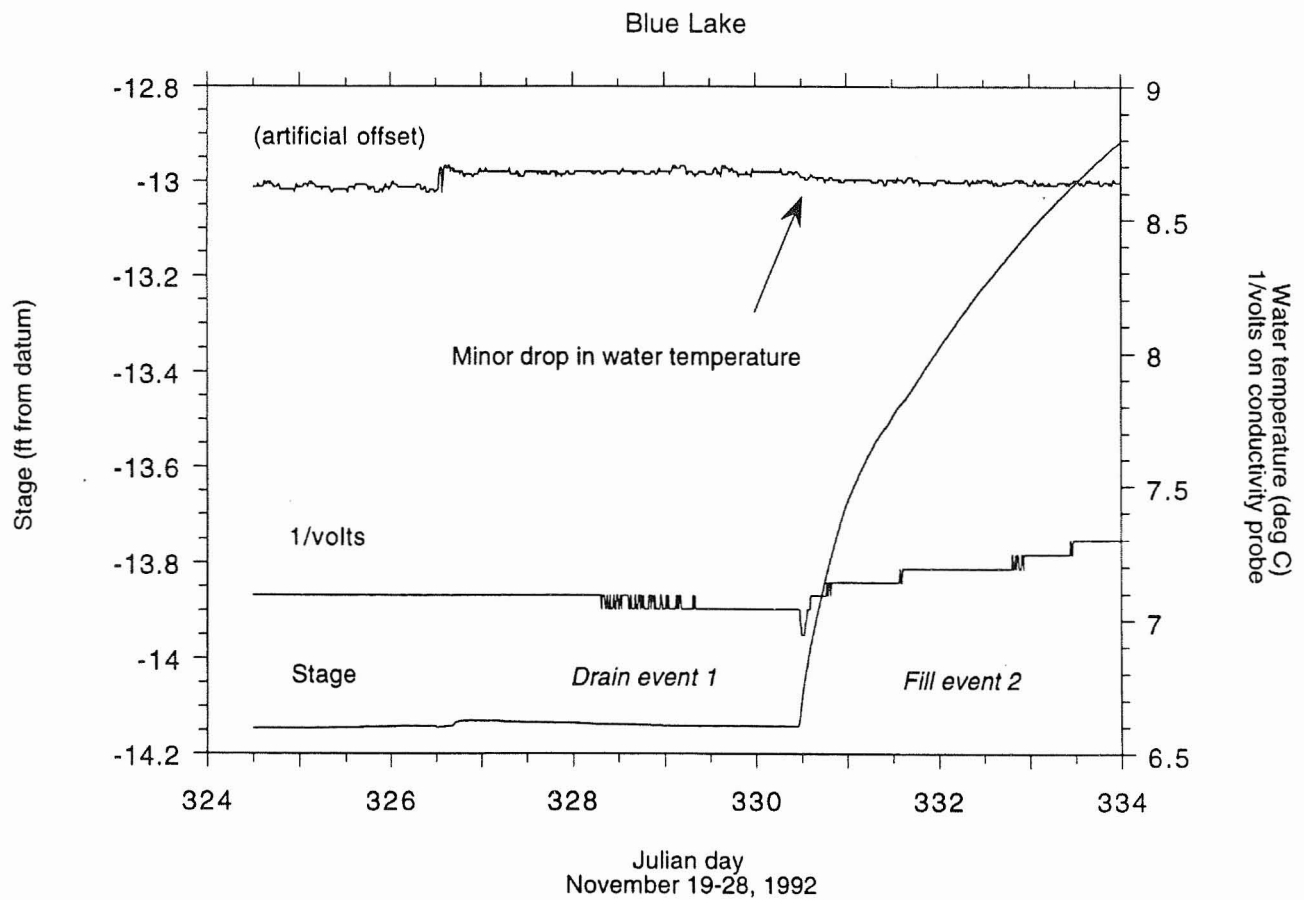 Blue Lake
-12.8
-13
-13.2
-13.4
-13.6
-13.8
-14
-14.2
Stage (ft from datum)
(artificial offset)
Minor drop in water temperature
1/volts
Stage
Drain event 1
Fill event 2
9
8.5
8
7.5
7
6.5
Water temperature (deg C)
1/volts on conductivity probe
324
326
328
330
332
334
Julian day
November 19-28, 1992